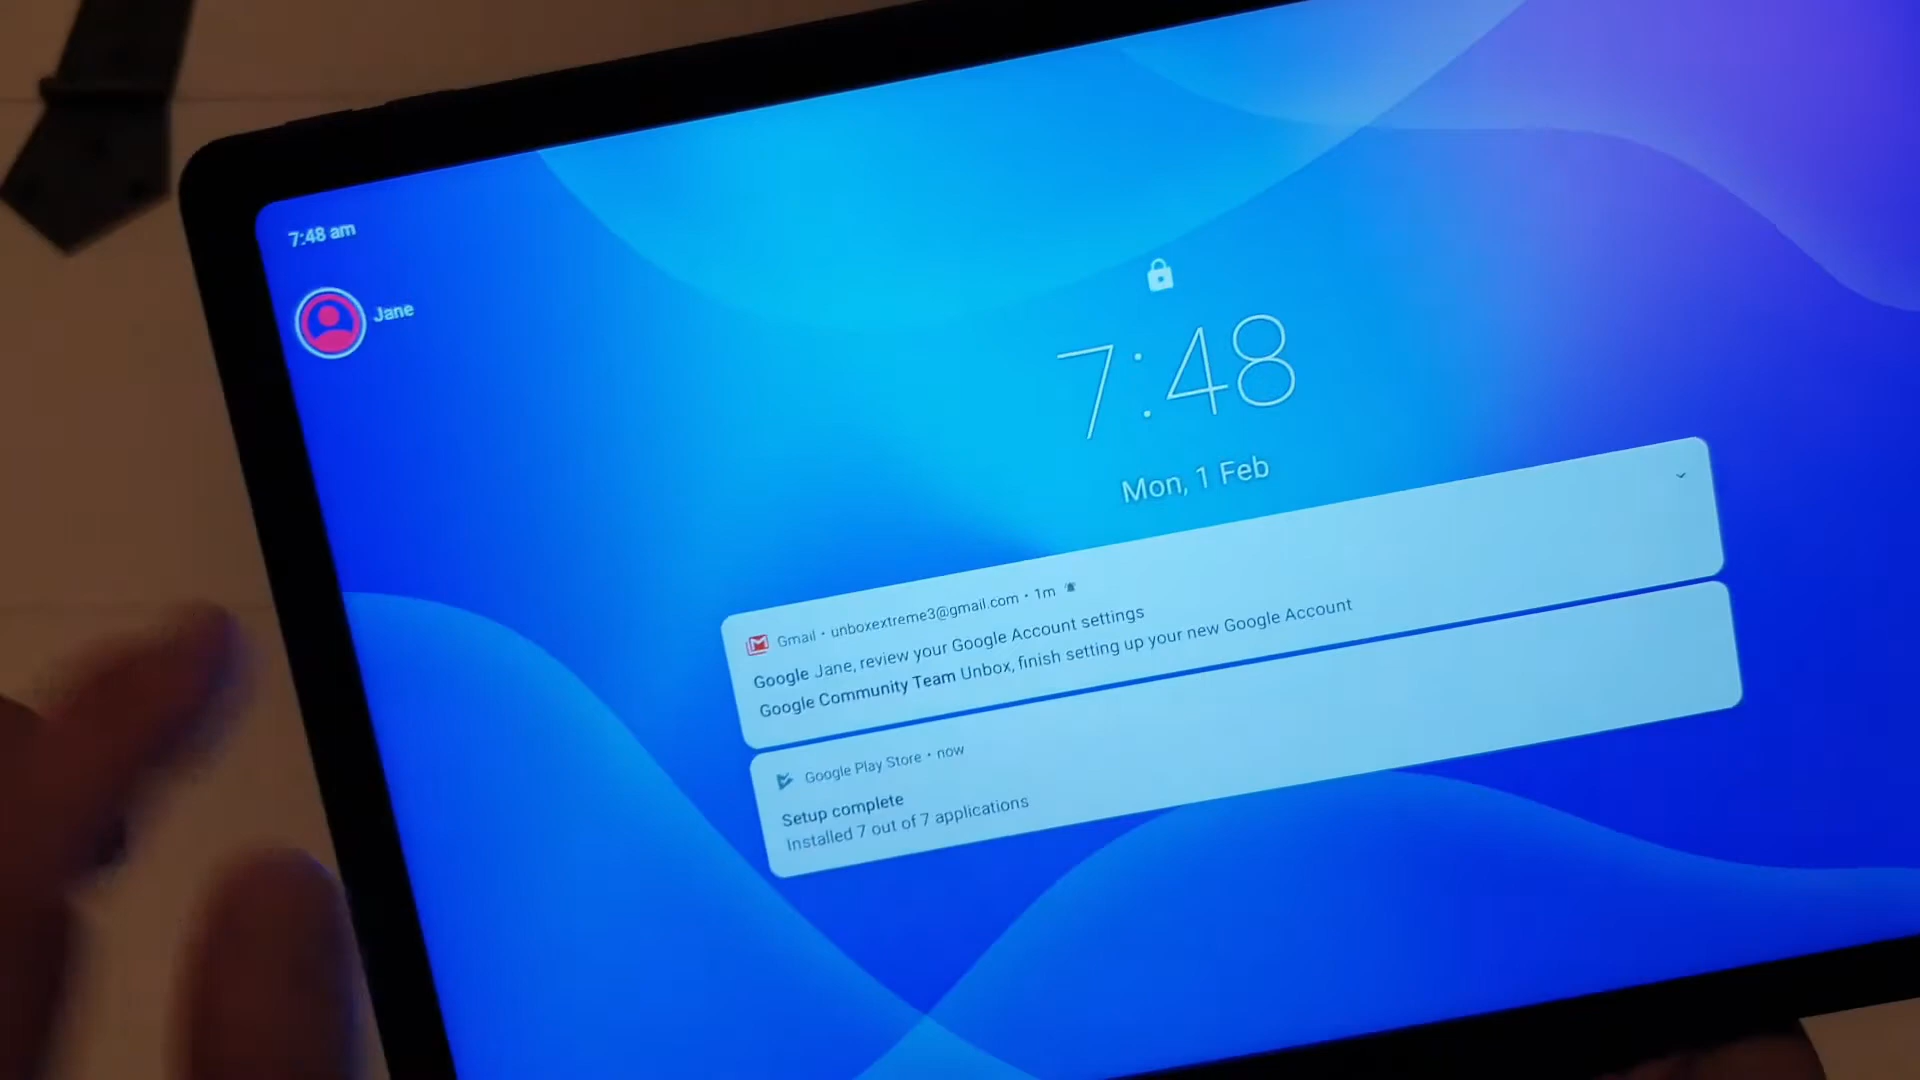 7:48 am
Jane
7:48
Mon, 1 Feb
Gmail • unboxextreme3@gmail.com • 1m
Google Jane, review your Google Account settings
Google Community Team Unbox, finish setting up your new Google Account
Google Play Store • now
Setup complete
Installed 7 out of 7 applications